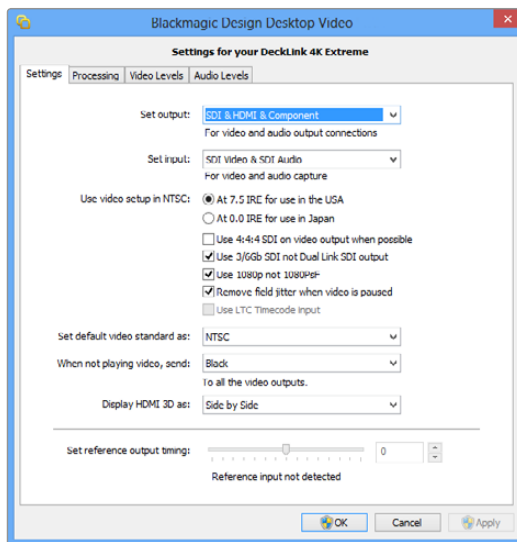 Blackmagic Design Desktop Video
Settings for your DeckLink 4K Extreme
Settings Processing Video Levels Audio Levels
Set output: SDI & HDMI & Component
For video and audio output connections
Set input: SDI Video & SDI Audio
For video and audio capture
Use video setup in NTSC: At 7.5 IRE for use in the USA
At 0.0 IRE for use in Japan
Use 4:4:4 SDI on video output when possible
Use 3/6Gb SDI not Dual Link SDI output
Use 1080p not 1080PsF
Remove field jitter when video is paused
Use LTC Timecode input
Set default video standard as: NTSC
When not playing video, send: Black
To all the video outputs.
Display HDMI 3D as: Side by Side
Set reference output timing: 0
Reference input not detected
OK Cancel Apply